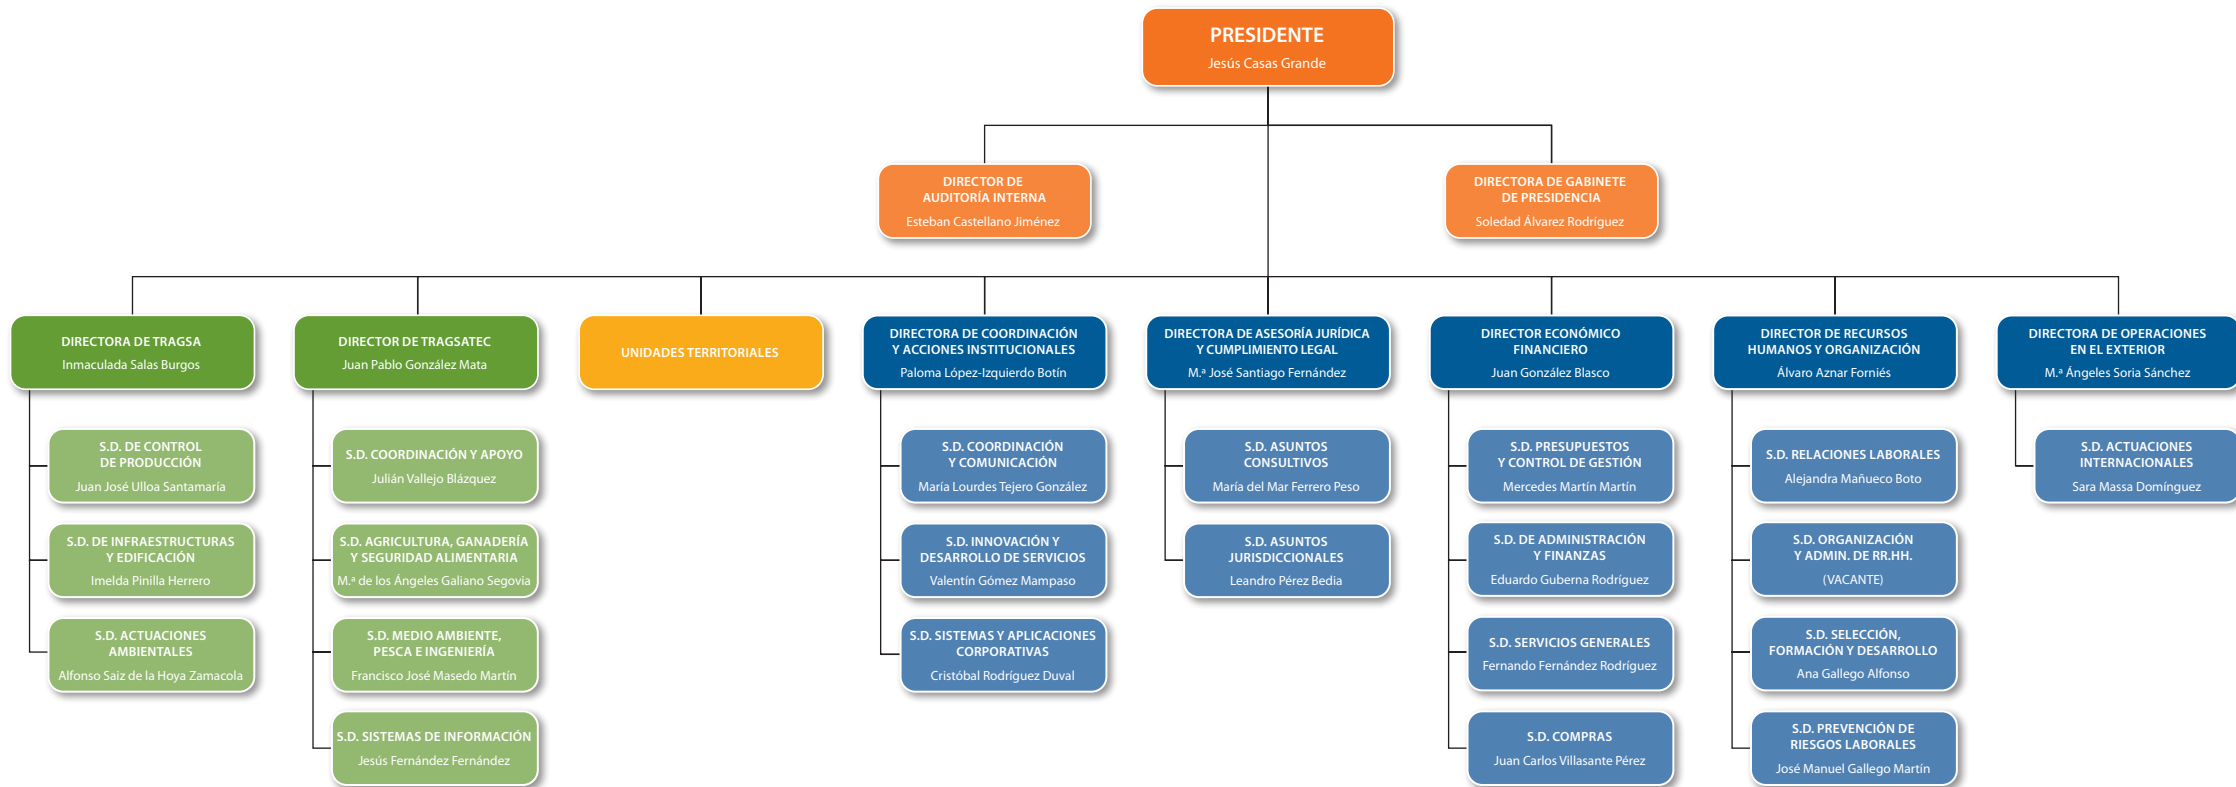 PRESIDENTE
Jesús Casas Grande
DIRECTOR DE
AUDITORÍA INTERNA
Esteban Castellano Jiménez
DIRECTORA DE GABINETE
DE PRESIDENCIA
Soledad Álvarez Rodríguez
DIRECTORA DE TRAGSA
Inmaculada Salas Burgos
DIRECTOR DE TRAGSATEC
Juan Pablo González Mata
UNIDADES TERRITORIALES
DIRECTORA DE COORDINACIÓN
Y ACCIONES INSTITUCIONALES
Paloma López-Izquierdo Botín
DIRECTORA DE ASESORÍA JURÍDICA
Y CUMPLIMIENTO LEGAL
M.ª José Santiago Fernández
DIRECTOR ECONÓMICO
FINANCIERO
Juan González Blasco
DIRECTOR DE RECURSOS
HUMANOS Y ORGANIZACIÓN
Álvaro Aznar Forniés
DIRECTORA DE OPERACIONES
EN EL EXTERIOR
M.ª Ángeles Soria Sánchez
S.D. DE CONTROL
DE PRODUCCIÓN
Juan José Ulloa Santamaría
S.D. DE INFRAESTRUCTURAS
Y EDIFICACIÓN
Imelda Pinilla Herrero
S.D. ACTUACIONES
AMBIENTALES
Alfonso Saiz de la Hoya Zamacola
S.D. COORDINACIÓN Y APOYO
Julián Vallejo Blázquez
S.D. AGRICULTURA, GANADERÍA
Y SEGURIDAD ALIMENTARIA
M.ª de los Ángeles Galiano Segovia
S.D. MEDIO AMBIENTE,
PESCA E INGENIERÍA
Francisco José Masedo Martín
S.D. SISTEMAS DE INFORMACIÓN
Jesús Fernández Fernández
S.D. COORDINACIÓN
Y COMUNICACIÓN
María Lourdes Tejero González
S.D. INNOVACIÓN Y
DESARROLLO DE SERVICIOS
Valentín Gómez Mampaso
S.D. SISTEMAS Y APLICACIONES
CORPORATIVAS
Cristóbal Rodríguez Duval
S.D. ASUNTOS
CONSULTIVOS
María del Mar Ferrero Peso
S.D. ASUNTOS
JURISDICCIONALES
Leandro Pérez Bedia
S.D. PRESUPUESTOS
Y CONTROL DE GESTIÓN
Mercedes Martín Martín
S.D. DE ADMINISTRACIÓN
Y FINANZAS
Eduardo Guberna Rodríguez
S.D. SERVICIOS GENERALES
Fernando Fernández Rodríguez
S.D. COMPRAS
Juan Carlos Villasante Pérez
S.D. RELACIONES LABORALES
Alejandra Mañueco Boto
S.D. ORGANIZACIÓN
Y ADMIN. DE RR.HH.
(VACANTE)
S.D. SELECCIÓN,
FORMACIÓN Y DESARROLLO
Ana Gallego Alfonso
S.D. PREVENCIÓN DE
RIESGOS LABORALES
José Manuel Gallego Martín
S.D. ACTUACIONES
INTERNACIONALES
Sara Massa Domínguez